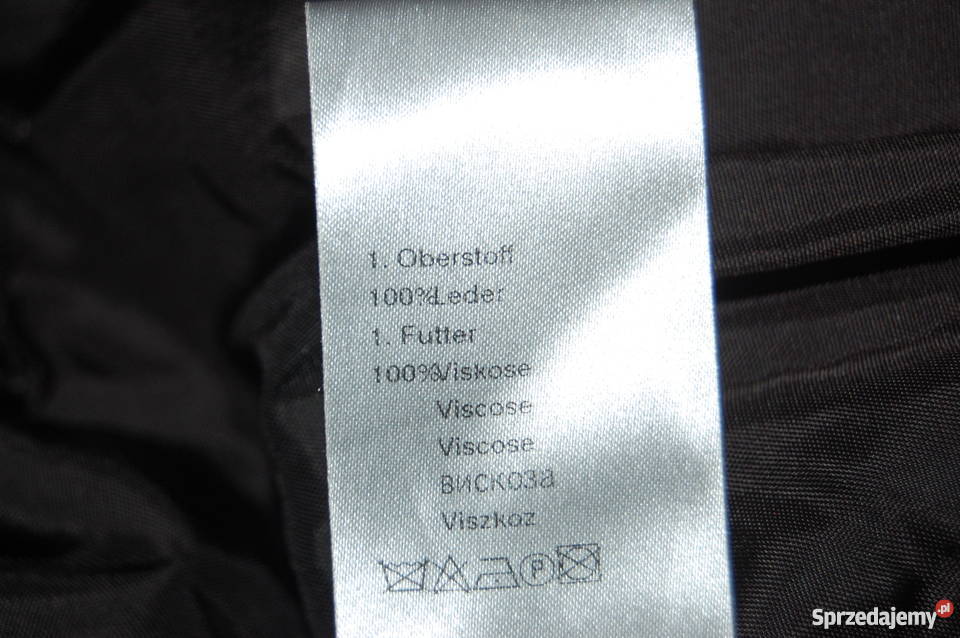 1. Oberstoff
100%Leder
1. Futter
100%Viskose
Viscose
Viscose
ВИСКОЗа
Viszkoz
P
Sprzedajemy.pl